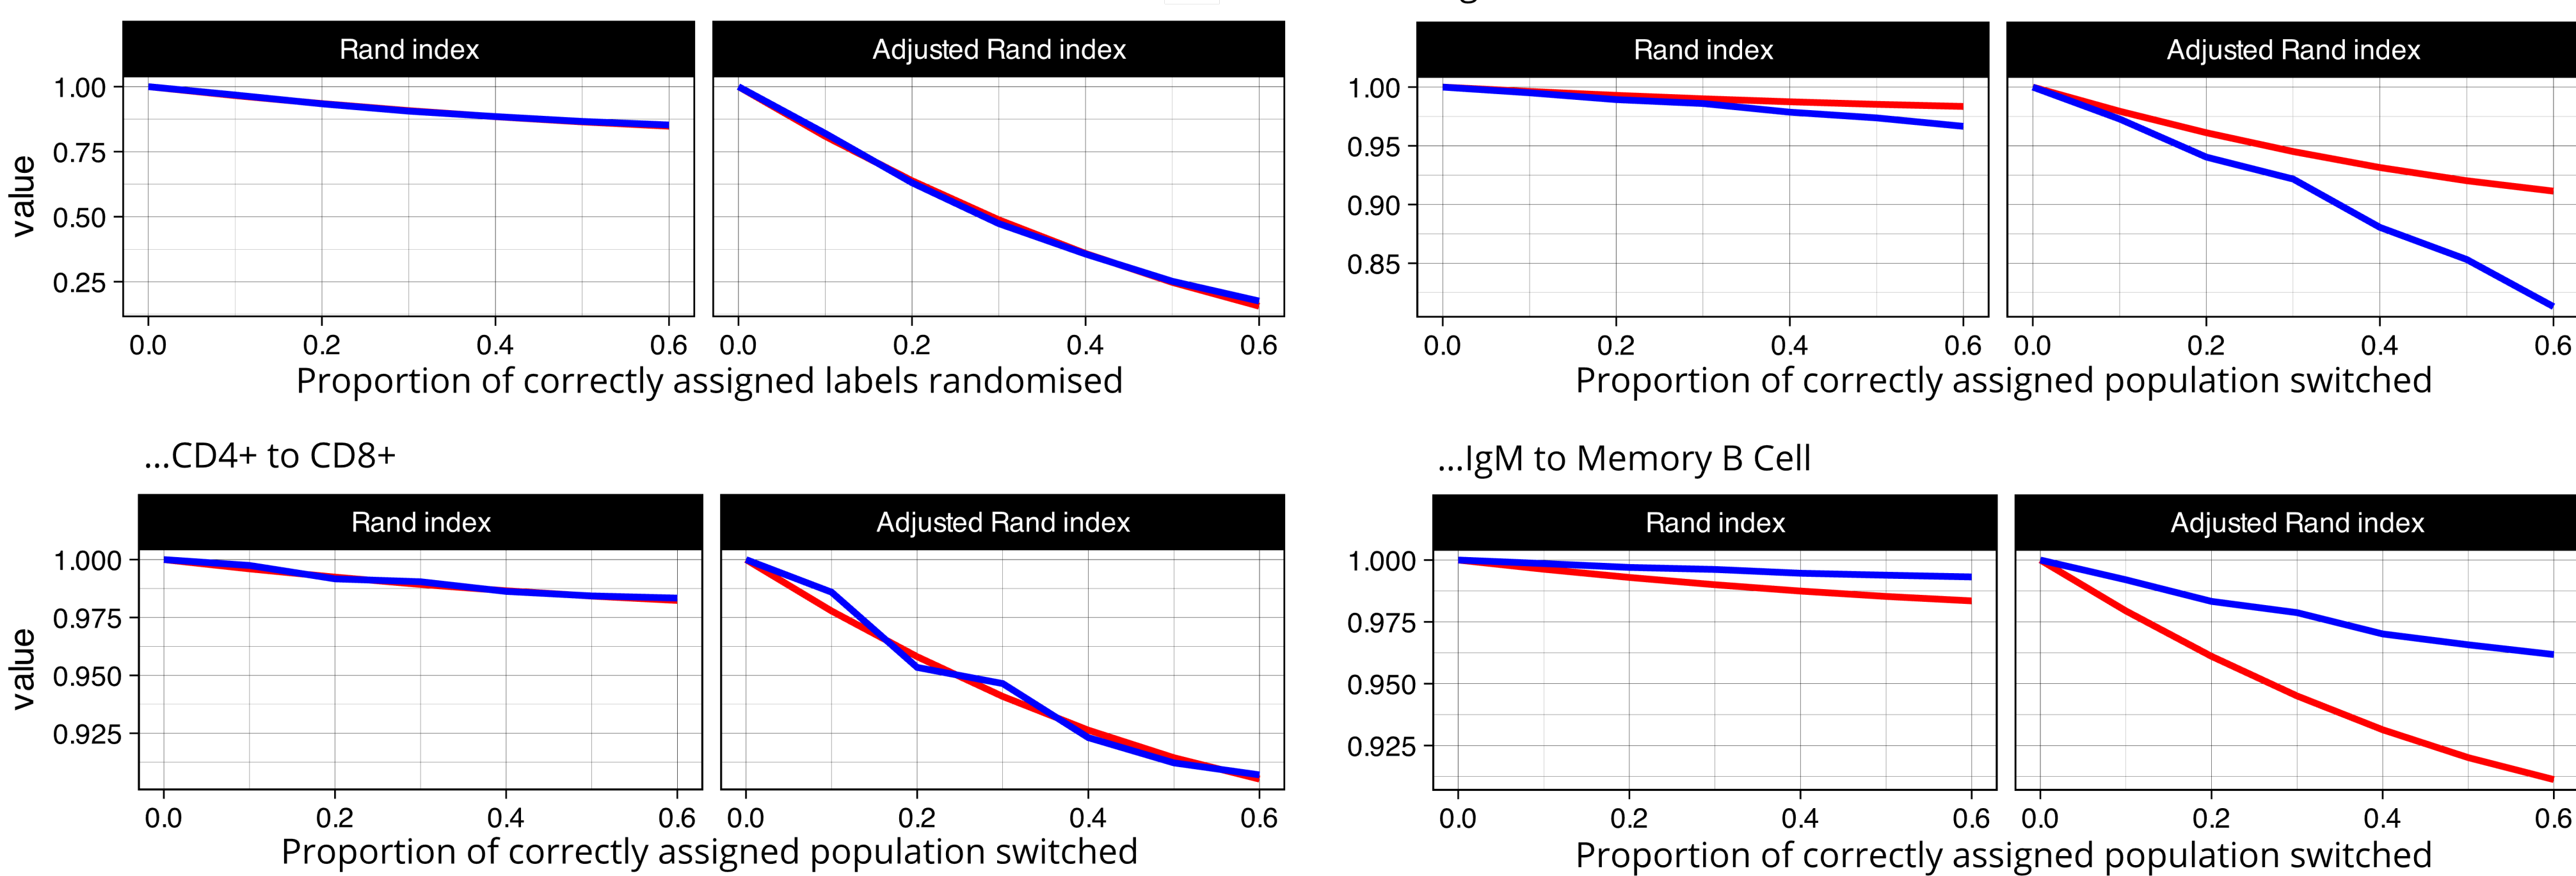 Rand index Adjusted Rand index Rand index Adjusted Rand index
1.00 1.00
0.75 0.95
0.50 0.90
0.25 0.85
value
0.0 0.2 0.4 0.6 0.0 0.2 0.4 0.6 0.0 0.2 0.4 0.6 0.0 0.2 0.4 0.6
Proportion of correctly assigned labels randomised Proportion of correctly assigned population switched
...CD4+ to CD8+ ...IgM to Memory B Cell
Rand index Adjusted Rand index Rand index Adjusted Rand index
1.000 1.000
0.975 0.975
0.950 0.950
0.925 0.925
value
0.0 0.2 0.4 0.6 0.0 0.2 0.4 0.6 0.0 0.2 0.4 0.6 0.0 0.2 0.4 0.6
Proportion of correctly assigned population switched Proportion of correctly assigned population switched